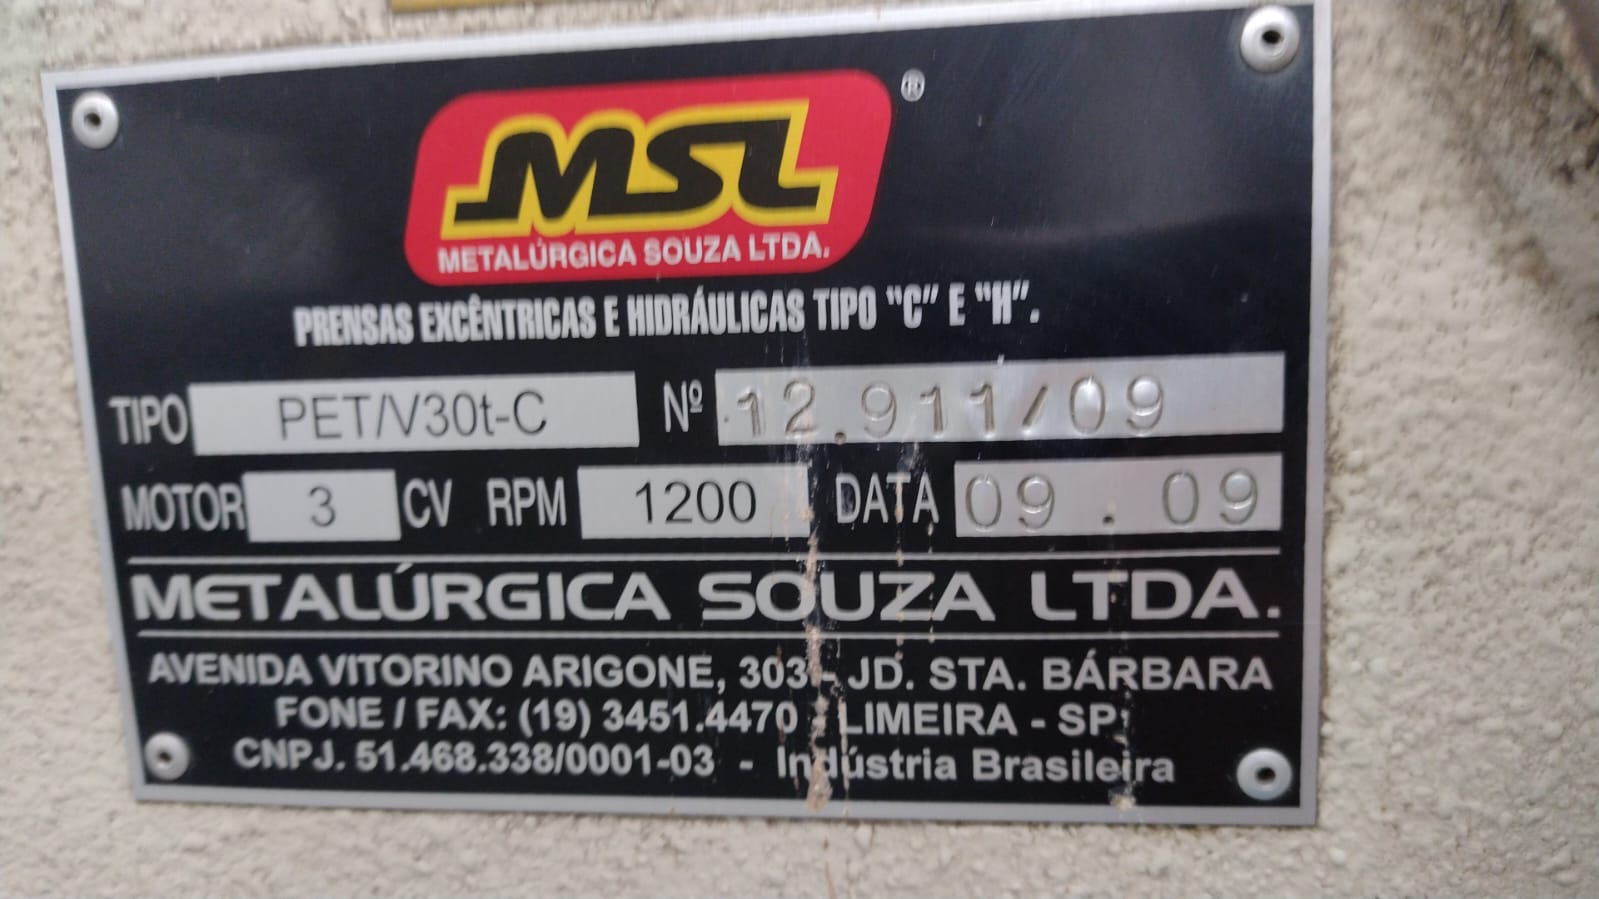 MSL ®
METALÚRGICA SOUZA LTDA.
PRENSAS EXCÊNTRICAS E HIDRÁULICAS TIPO "C" E "H".
TIPO PET/V30t-C Nº 12.911/09
MOTOR 3 CV RPM 1200 DATA 09.09
METALÚRGICA SOUZA LTDA.
AVENIDA VITORINO ARIGONE, 303 - JD. STA. BÁRBARA
FONE / FAX: (19) 3451.4470 - LIMEIRA - SP
CNPJ. 51.468.338/0001-03 - Indústria Brasileira